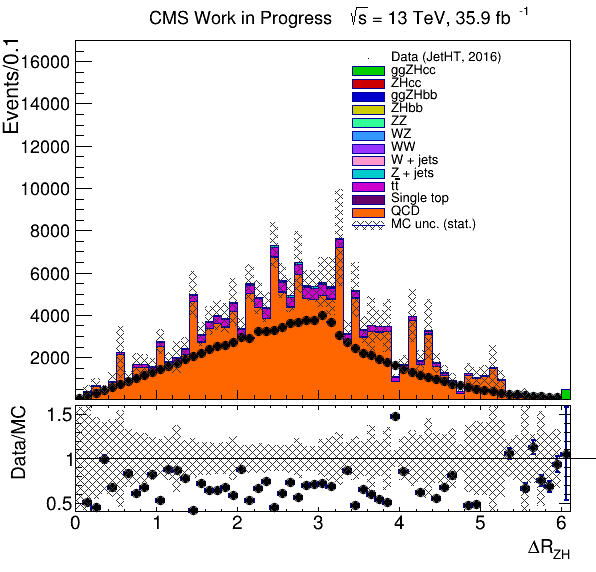 CMS Work in Progress √s = 13 TeV, 35.9 fb⁻¹
Events/0.1
16000
14000
12000
10000
8000
6000
4000
2000
Data (JetHT, 2016)
ggZHcc
ZHcc
ggZHbb
ZHbb
ZZ
WZ
WW
W + jets
Z + jets
tt̄
Single top
QCD
MC unc. (stat.)
Data/MC
1.5
1
0.5
0 1 2 3 4 5 6
ΔR_ZH